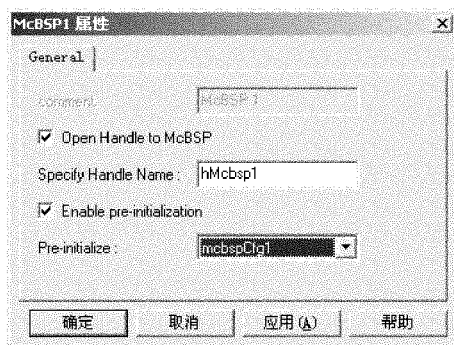 McBSP1 属性
General
comment: McBSP 1
Open Handle to McBSP
Specify Handle Name : hMcbsp1
Enable pre-initialization
Pre-initialize : mcbspCfg1
确定 取消 应用(A) 帮助